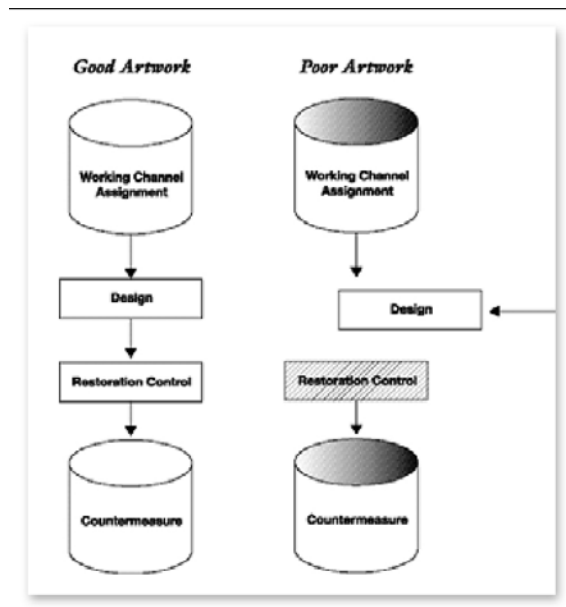 Good Artwork
Poor Artwork
Working Channel
Assignment
Working Channel
Assignment
Design
Design
Restoration Control
Restoration Control
Countermeasure
Countermeasure